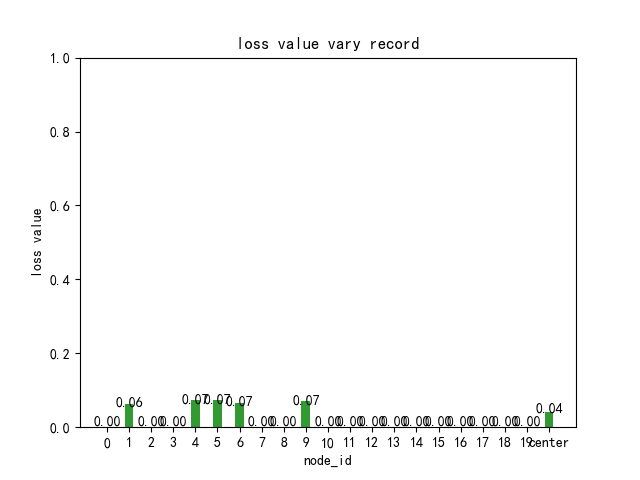 loss value vary record
loss value
1.0
0.8
0.6
0.4
0.2
0.0
0.00 0.06 0.00 0.00 0.07 0.07 0.07 0.00 0.00 0.07 0.00 0.00 0.00 0.00 0.00 0.00 0.00 0.00 0.00 0.00 0.04
0 1 2 3 4 5 6 7 8 9 10 11 12 13 14 15 16 17 18 19 center
node_id